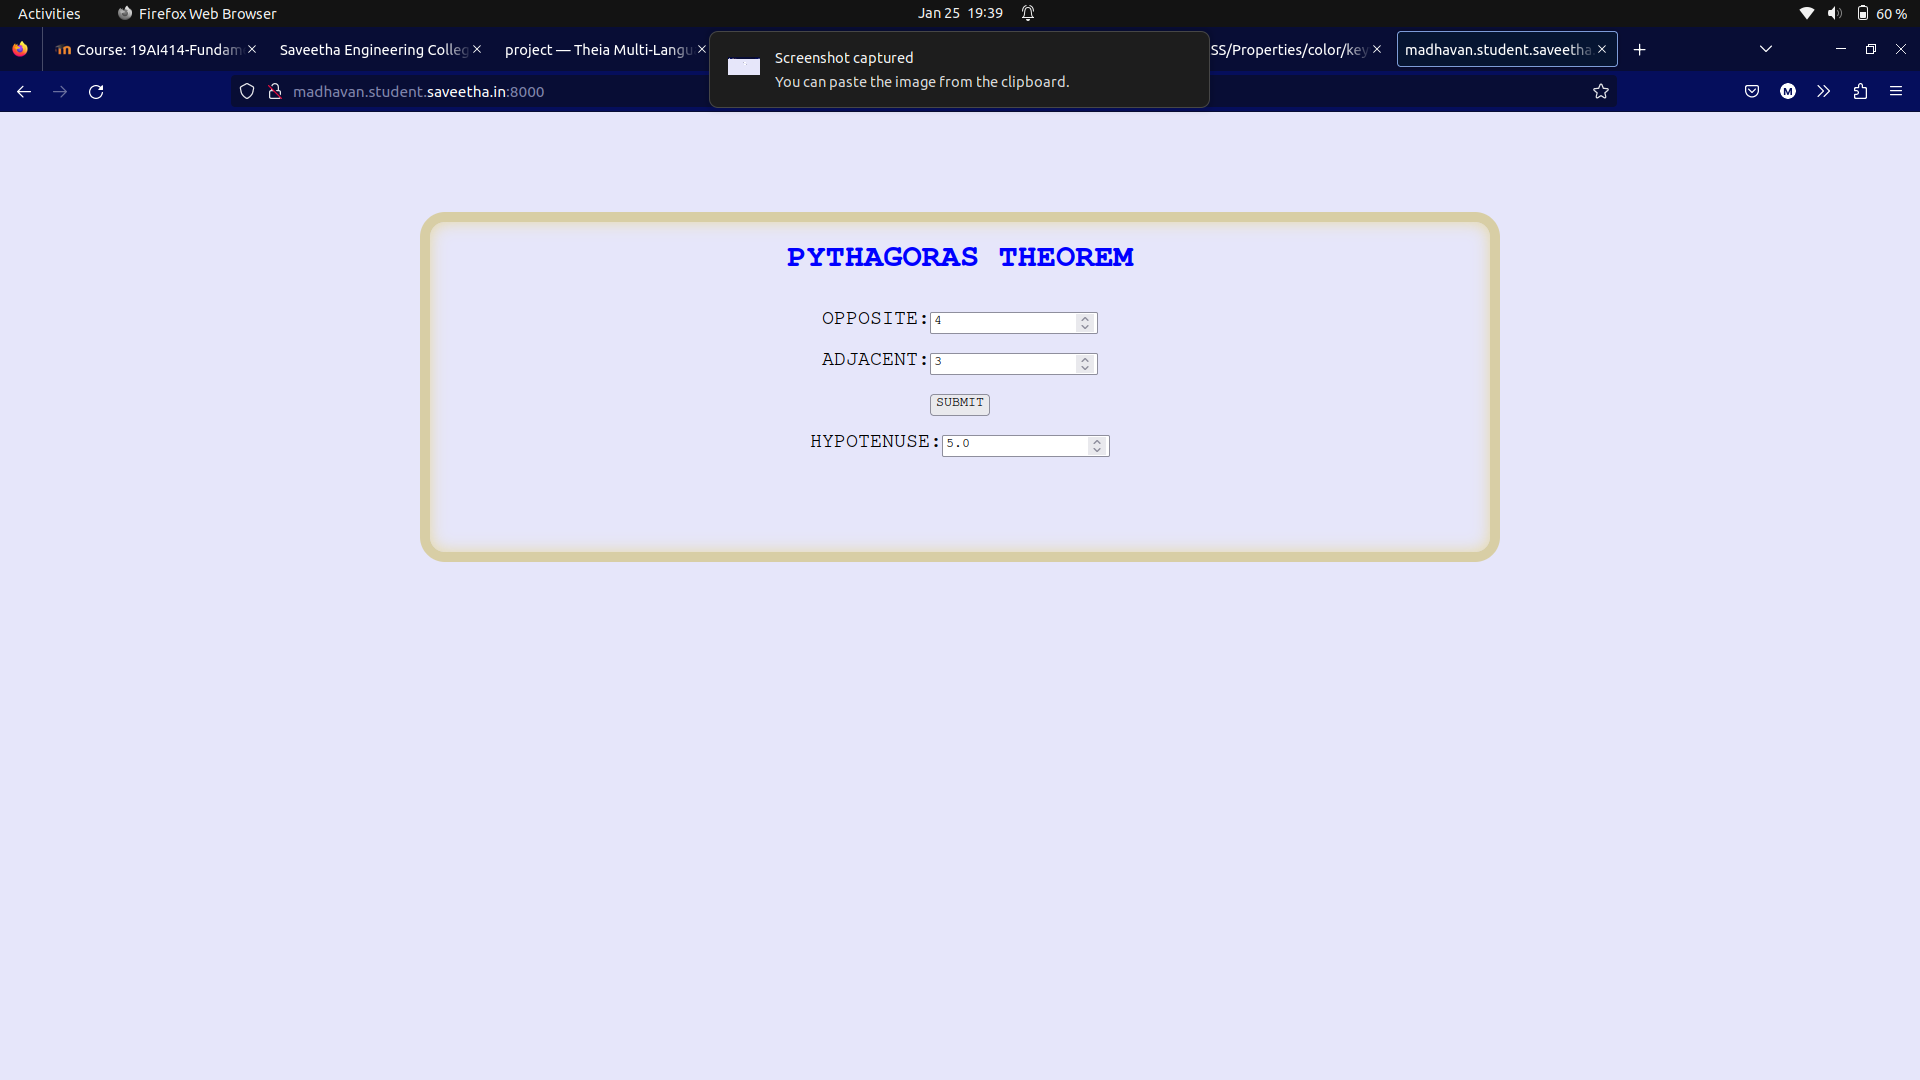 Activities Firefox Web Browser Jan 25 19:39 60 %
Course: 19AI414-Fundam Saveetha Engineering Colleg project — Theia Multi-Langu SS/Properties/color/key madhavan.student.saveetha.
Screenshot captured
You can paste the image from the clipboard.
madhavan.student.saveetha.in:8000
M
PYTHAGORAS THEOREM
OPPOSITE: 4
ADJACENT: 3
SUBMIT
HYPOTENUSE: 5.0